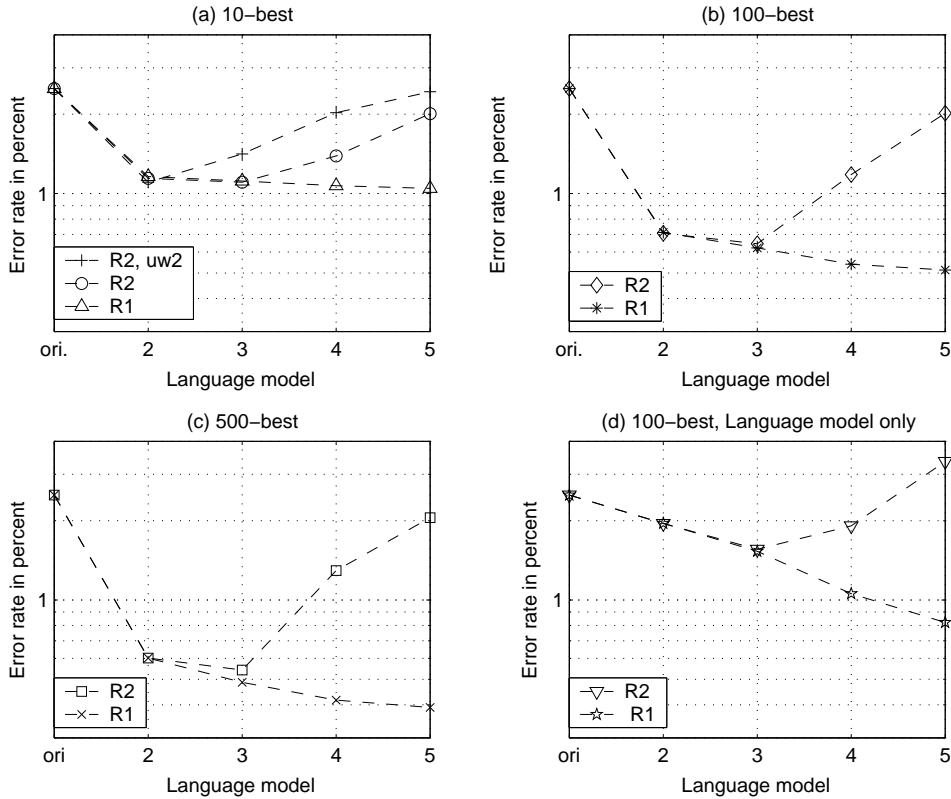 (a) 10−best
Error rate in percent
1
R2, uw2
R2
R1
ori. 2 3 4 5
Language model
(b) 100−best
Error rate in percent
1
R2
R1
ori. 2 3 4 5
Language model
(c) 500−best
Error rate in percent
1
R2
R1
ori 2 3 4 5
Language model
(d) 100−best, Language model only
Error rate in percent
1
R2
R1
ori 2 3 4 5
Language model